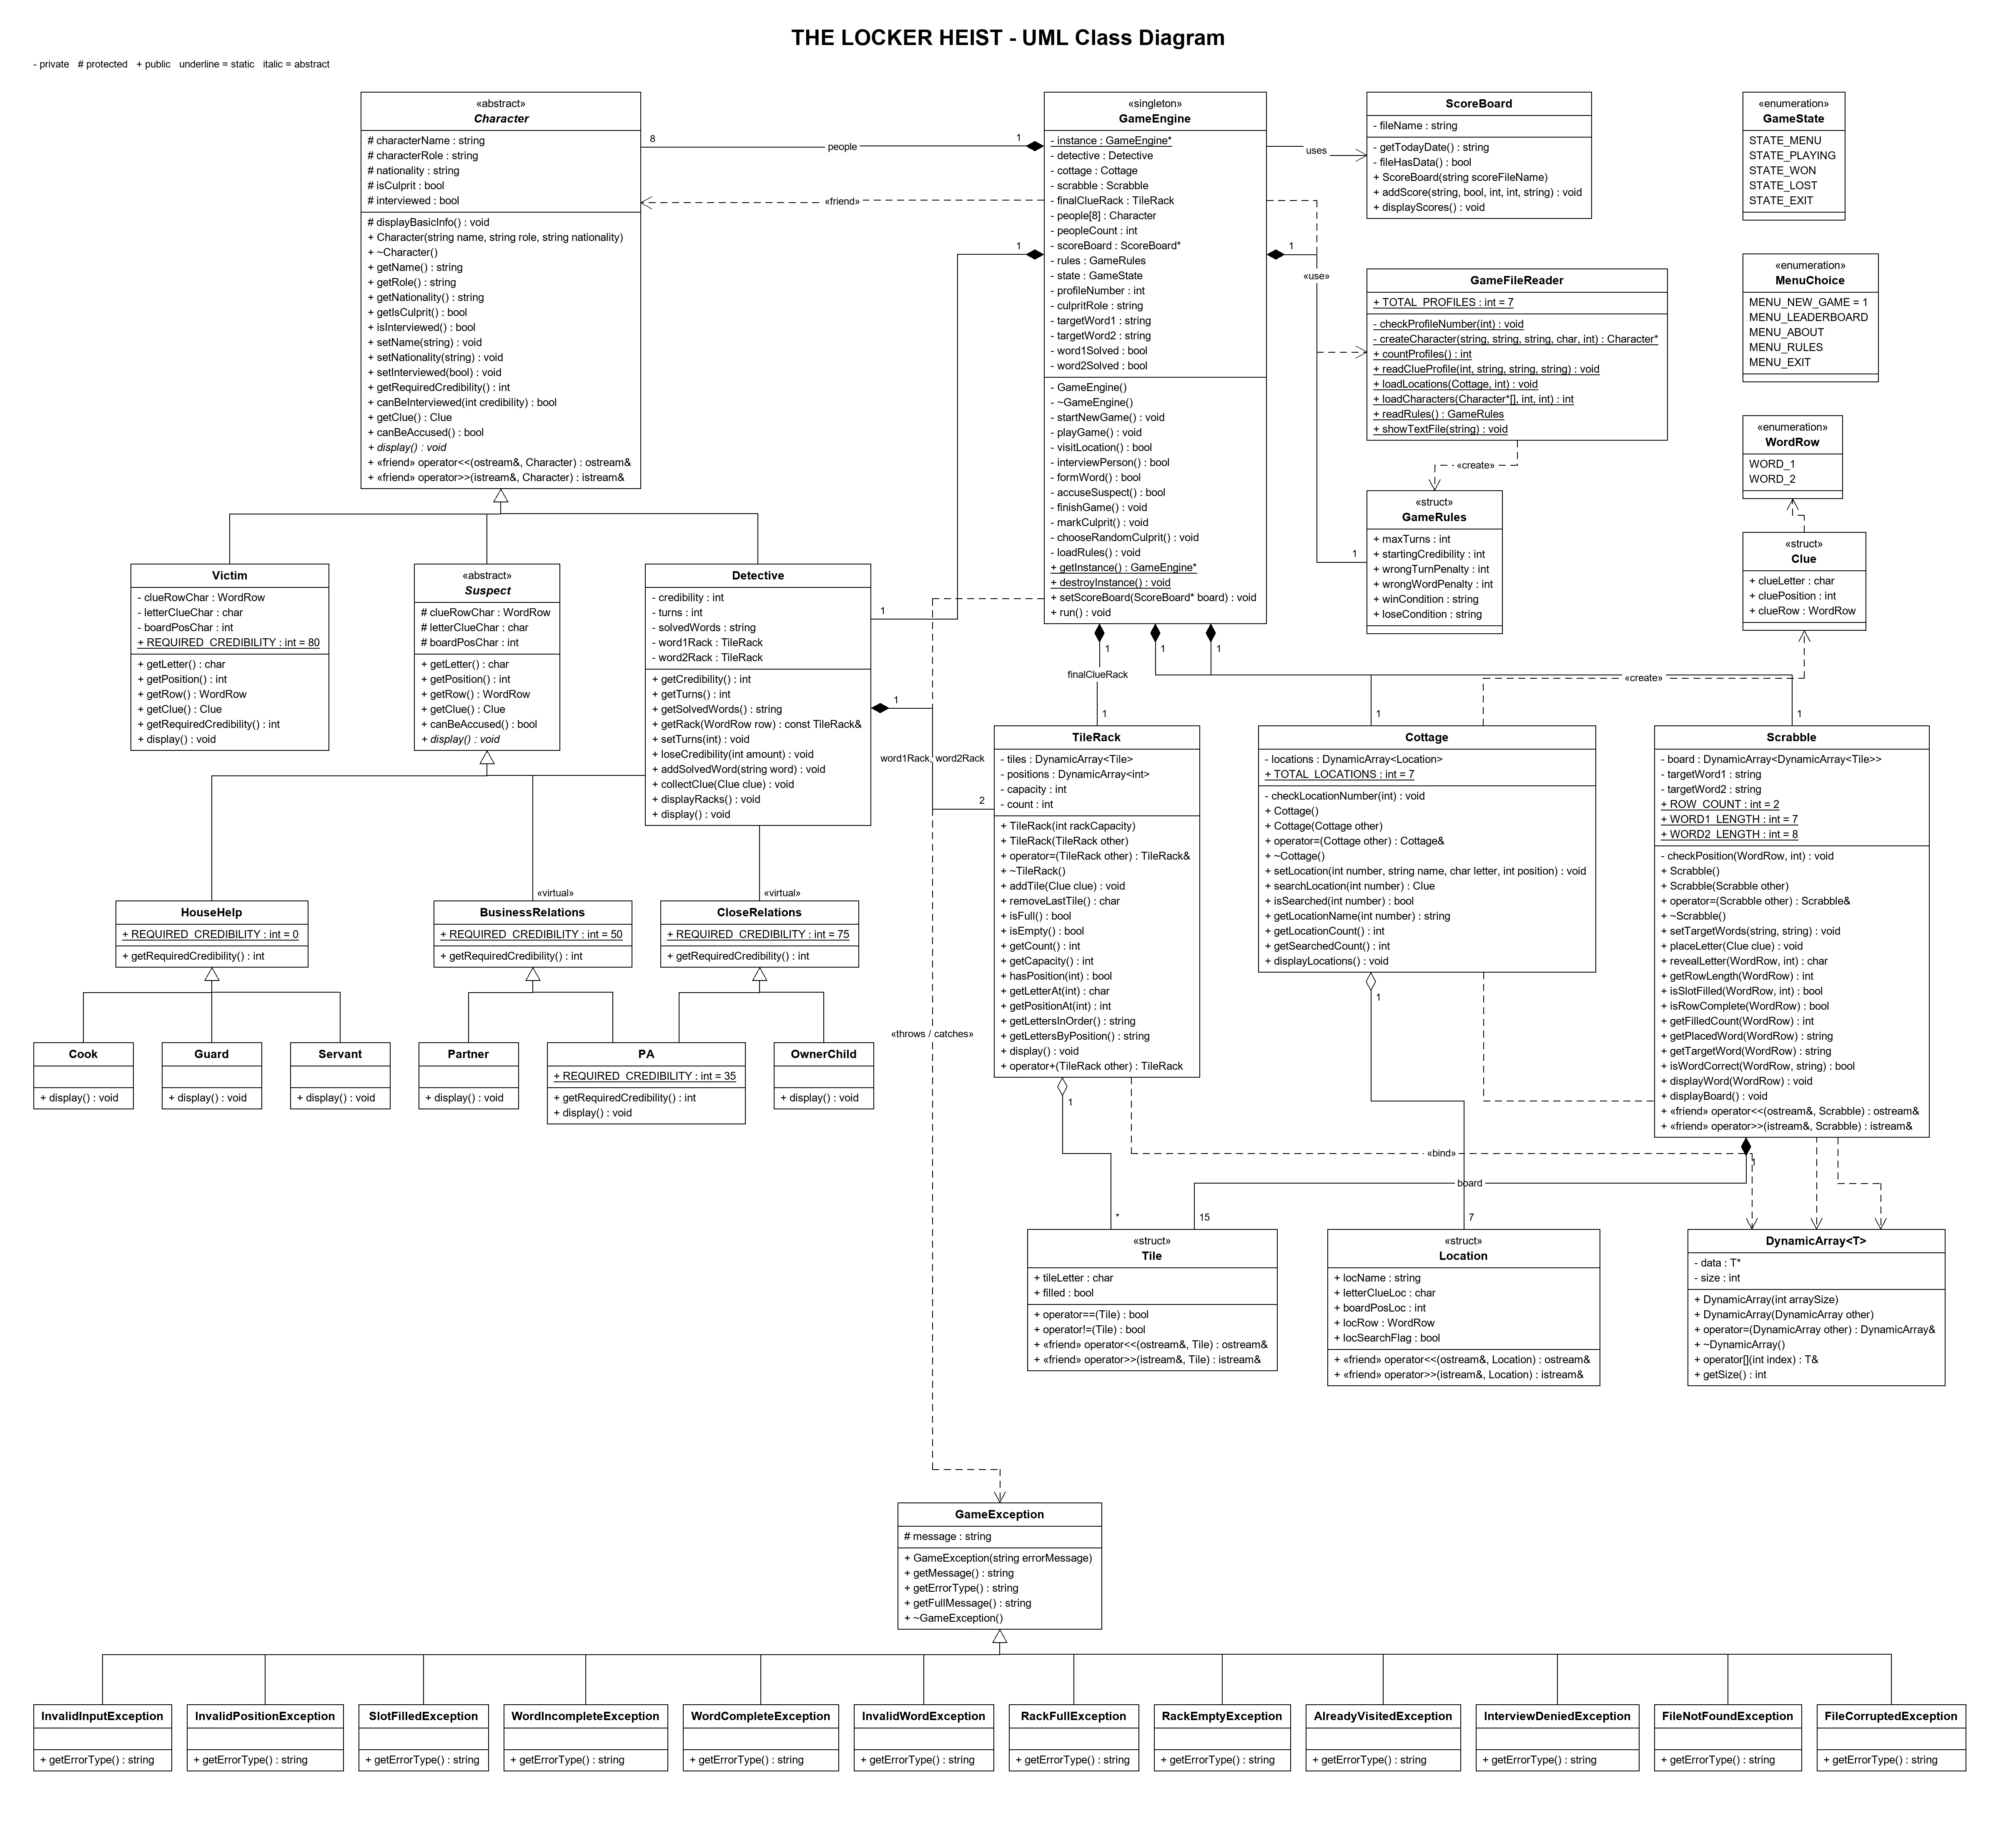 THE LOCKER HEIST - UML Class Diagram
- private # protected + public underline = static italic = abstract
«abstract»
Character
# characterName : string
# characterRole : string
# nationality : string
# isCulprit : bool
# interviewed : bool
# displayBasicInfo() : void
+ Character(string name, string role, string nationality)
+ ~Character()
+ getName() : string
+ getRole() : string
+ getNationality() : string
+ getIsCulprit() : bool
+ isInterviewed() : bool
+ setName(string) : void
+ setNationality(string) : void
+ setInterviewed(bool) : void
+ getRequiredCredibility() : int
+ canBeInterviewed(int credibility) : bool
+ getClue() : Clue
+ canBeAccused() : bool
+ display() : void
+ «friend» operator<<(ostream&, Character) : ostream&
+ «friend» operator>>(istream&, Character) : istream&
8
people
1
«friend»
1
«singleton»
GameEngine
- instance : GameEngine*
- detective : Detective
- cottage : Cottage
- scrabble : Scrabble
- finalClueRack : TileRack
- people[8] : Character
- peopleCount : int
- scoreBoard : ScoreBoard*
- rules : GameRules
- state : GameState
- profileNumber : int
- culpritRole : string
- targetWord1 : string
- targetWord2 : string
- word1Solved : bool
- word2Solved : bool
- GameEngine()
- ~GameEngine()
- startNewGame() : void
- playGame() : void
- visitLocation() : bool
- interviewPerson() : bool
- formWord() : bool
- accuseSuspect() : bool
- finishGame() : void
- markCulprit() : void
- chooseRandomCulprit() : void
- loadRules() : void
+ getInstance() : GameEngine*
+ destroyInstance() : void
+ setScoreBoard(ScoreBoard* board) : void
+ run() : void
uses
1
«use»
1
ScoreBoard
- fileName : string
- getTodayDate() : string
- fileHasData() : bool
+ ScoreBoard(string scoreFileName)
+ addScore(string, bool, int, int, string) : void
+ displayScores() : void
GameFileReader
+ TOTAL_PROFILES : int = 7
- checkProfileNumber(int) : void
- createCharacter(string, string, string, char, int) : Character*
+ countProfiles() : int
+ readClueProfile(int, string, string, string) : void
+ loadLocations(Cottage, int) : void
+ loadCharacters(Character*[], int, int) : int
+ readRules() : GameRules
+ showTextFile(string) : void
«create»
«struct»
GameRules
+ maxTurns : int
+ startingCredibility : int
+ wrongTurnPenalty : int
+ wrongWordPenalty : int
+ winCondition : string
+ loseCondition : string
«enumeration»
GameState
STATE_MENU
STATE_PLAYING
STATE_WON
STATE_LOST
STATE_EXIT
«enumeration»
MenuChoice
MENU_NEW_GAME = 1
MENU_LEADERBOARD
MENU_ABOUT
MENU_RULES
MENU_EXIT
«enumeration»
WordRow
WORD_1
WORD_2
«struct»
Clue
+ clueLetter : char
+ cluePosition : int
+ clueRow : WordRow
Victim
- clueRowChar : WordRow
- letterClueChar : char
- boardPosChar : int
+ REQUIRED_CREDIBILITY : int = 80
+ getLetter() : char
+ getPosition() : int
+ getRow() : WordRow
+ getClue() : Clue
+ getRequiredCredibility() : int
+ display() : void
«abstract»
Suspect
# clueRowChar : WordRow
# letterClueChar : char
# boardPosChar : int
+ getLetter() : char
+ getPosition() : int
+ getRow() : WordRow
+ getClue() : Clue
+ canBeAccused() : bool
+ display() : void
Detective
- credibility : int
- turns : int
- solvedWords : string
- word1Rack : TileRack
- word2Rack : TileRack
+ getCredibility() : int
+ getTurns() : int
+ getSolvedWords() : string
+ getRack(WordRow row) : const TileRack&
+ setTurns(int) : void
+ loseCredibility(int amount) : void
+ addSolvedWord(string word) : void
+ collectClue(Clue clue) : void
+ displayRacks() : void
+ display() : void
1
1
word1Rack, word2Rack
2
1
finalClueRack
1
1
1
«create»
1
1
TileRack
- tiles : DynamicArray<Tile>
- positions : DynamicArray<int>
- capacity : int
- count : int
+ TileRack(int rackCapacity)
+ TileRack(TileRack other)
+ operator=(TileRack other) : TileRack&
+ ~TileRack()
+ addTile(Clue clue) : void
+ removeLastTile() : char
+ isFull() : bool
+ isEmpty() : bool
+ getCount() : int
+ getCapacity() : int
+ hasPosition(int) : bool
+ getLetterAt(int) : char
+ getPositionAt(int) : int
+ getLettersInOrder() : string
+ getLettersByPosition() : string
+ display() : void
+ operator+(TileRack other) : TileRack
Cottage
- locations : DynamicArray<Location>
+ TOTAL_LOCATIONS : int = 7
- checkLocationNumber(int) : void
+ Cottage()
+ Cottage(Cottage other)
+ operator=(Cottage other) : Cottage&
+ ~Cottage()
+ setLocation(int number, string name, char letter, int position) : void
+ searchLocation(int number) : Clue
+ isSearched(int number) : bool
+ getLocationName(int number) : string
+ getLocationCount() : int
+ getSearchedCount() : int
+ displayLocations() : void
Scrabble
- board : DynamicArray<DynamicArray<Tile>>
- targetWord1 : string
- targetWord2 : string
+ ROW_COUNT : int = 2
+ WORD1_LENGTH : int = 7
+ WORD2_LENGTH : int = 8
- checkPosition(WordRow, int) : void
+ Scrabble()
+ Scrabble(Scrabble other)
+ operator=(Scrabble other) : Scrabble&
+ ~Scrabble()
+ setTargetWords(string, string) : void
+ placeLetter(Clue clue) : void
+ revealLetter(WordRow, int) : char
+ getRowLength(WordRow) : int
+ isSlotFilled(WordRow, int) : bool
+ isRowComplete(WordRow) : bool
+ getFilledCount(WordRow) : int
+ getPlacedWord(WordRow) : string
+ getTargetWord(WordRow) : string
+ isWordCorrect(WordRow, string) : bool
+ displayWord(WordRow) : void
+ displayBoard() : void
+ «friend» operator<<(ostream&, Scrabble) : ostream&
+ «friend» operator>>(istream&, Scrabble) : istream&
«virtual»
«virtual»
HouseHelp
+ REQUIRED_CREDIBILITY : int = 0
+ getRequiredCredibility() : int
BusinessRelations
+ REQUIRED_CREDIBILITY : int = 50
+ getRequiredCredibility() : int
CloseRelations
+ REQUIRED_CREDIBILITY : int = 75
+ getRequiredCredibility() : int
Cook
+ display() : void
Guard
+ display() : void
Servant
+ display() : void
Partner
+ display() : void
PA
+ REQUIRED_CREDIBILITY : int = 35
+ getRequiredCredibility() : int
+ display() : void
OwnerChild
+ display() : void
«throws / catches»
1
1
«bind»
1
board
*
15
7
«struct»
Tile
+ tileLetter : char
+ filled : bool
+ operator==(Tile) : bool
+ operator!=(Tile) : bool
+ «friend» operator<<(ostream&, Tile) : ostream&
+ «friend» operator>>(istream&, Tile) : istream&
«struct»
Location
+ locName : string
+ letterClueLoc : char
+ boardPosLoc : int
+ locRow : WordRow
+ locSearchFlag : bool
+ «friend» operator<<(ostream&, Location) : ostream&
+ «friend» operator>>(istream&, Location) : istream&
DynamicArray<T>
- data : T*
- size : int
+ DynamicArray(int arraySize)
+ DynamicArray(DynamicArray other)
+ operator=(DynamicArray other) : DynamicArray&
+ ~DynamicArray()
+ operator[](int index) : T&
+ getSize() : int
GameException
# message : string
+ GameException(string errorMessage)
+ getMessage() : string
+ getErrorType() : string
+ getFullMessage() : string
+ ~GameException()
InvalidInputException
+ getErrorType() : string
InvalidPositionException
+ getErrorType() : string
SlotFilledException
+ getErrorType() : string
WordIncompleteException
+ getErrorType() : string
WordCompleteException
+ getErrorType() : string
InvalidWordException
+ getErrorType() : string
RackFullException
+ getErrorType() : string
RackEmptyException
+ getErrorType() : string
AlreadyVisitedException
+ getErrorType() : string
InterviewDeniedException
+ getErrorType() : string
FileNotFoundException
+ getErrorType() : string
FileCorruptedException
+ getErrorType() : string